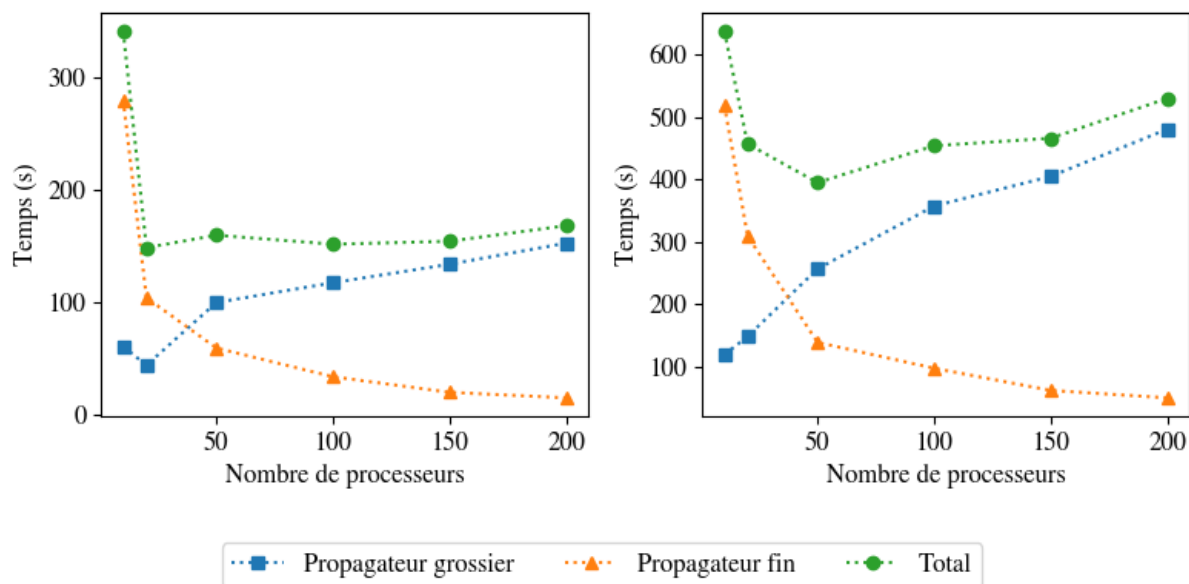 300
200
100
0
Temps (s)
50
100
150
200
Nombre de processeurs
600
500
400
300
200
100
Temps (s)
50
100
150
200
Nombre de processeurs
Propagateur grossier
Propagateur fin
Total